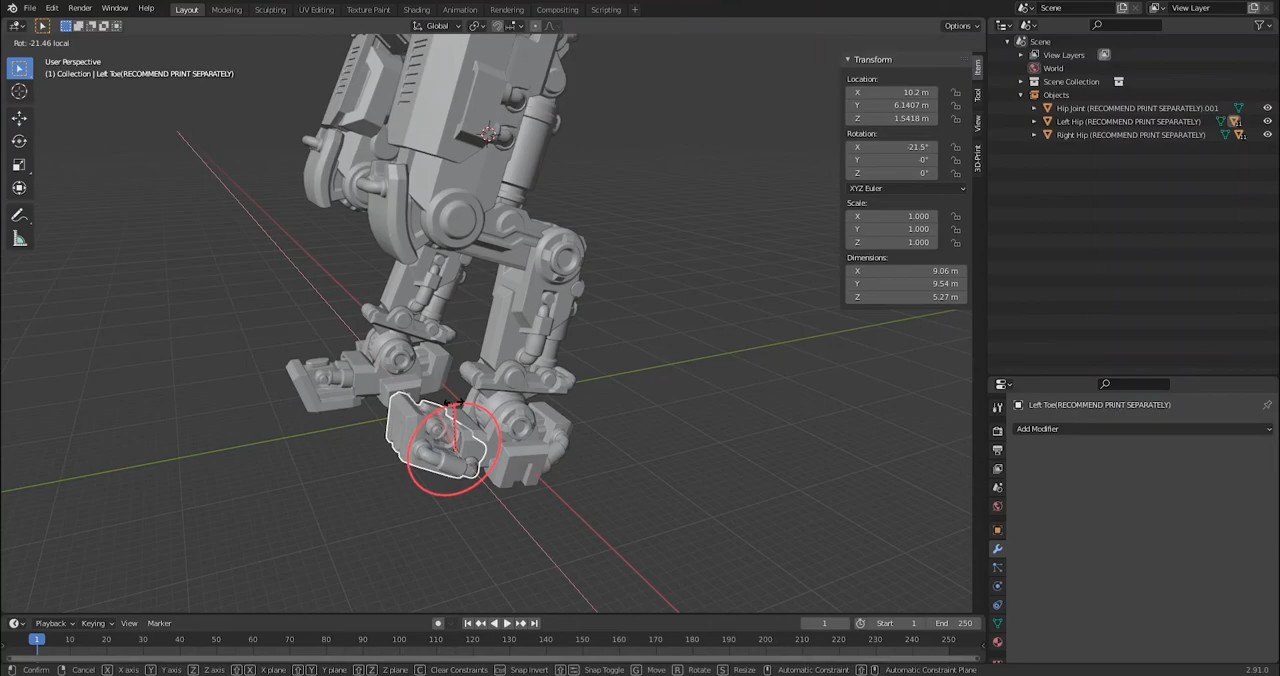 File Edit Render Window Help Layout Modeling Sculpting UV Editing Texture Paint Shading Animation Rendering Compositing Scripting + Scene View Layer
Global Options
Rot: -21.46 local
User Perspective
(1) Collection | Left Toe(RECOMMEND PRINT SEPARATELY)
Transform
Location:
X 10.2 m
Y 6.1407 m
Z 1.5418 m
Rotation:
X -21.5°
Y -0°
Z 0°
XYZ Euler
Scale:
X 1.000
Y 1.000
Z 1.000
Dimensions:
X 9.06 m
Y 9.54 m
Z 5.27 m
Item
Tool
View
3D-Print
Scene
View Layers
World
Scene Collection
Objects
Hip Joint (RECOMMEND PRINT SEPARATELY).001
Left Hip (RECOMMEND PRINT SEPARATELY)
Right Hip (RECOMMEND PRINT SEPARATELY)
Left Toe(RECOMMEND PRINT SEPARATELY)
Add Modifier
Playback Keying View Marker 1 Start 1 End 250
1 10 20 30 40 50 60 70 80 90 100 110 120 130 140 150 160 170 180 190 200 210 220 230 240 250
Confirm Cancel X X axis Y Y axis Z Z axis X X plane Y Y plane Z Z plane C Clear Constraints Snap Invert Snap Toggle G Move R Rotate S Resize Automatic Constraint Automatic Constraint Plane 2.91.0